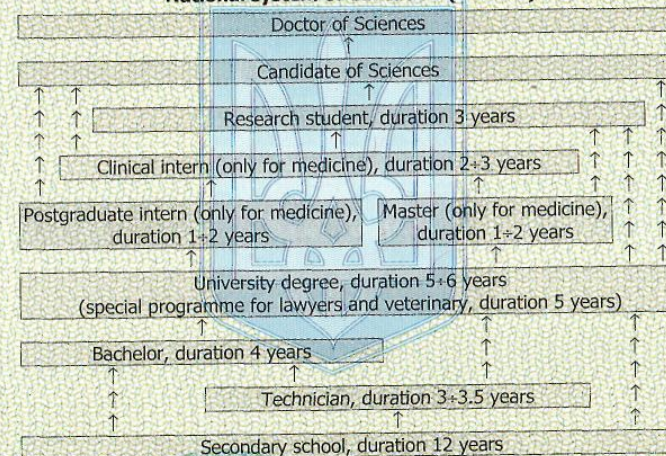 Doctor of Sciences
Candidate of Sciences
Research student, duration 3 years
Clinical intern (only for medicine), duration 2÷3 years
Postgraduate intern (only for medicine),
duration 1÷2 years
Master (only for medicine),
duration 1÷2 years
University degree, duration 5÷6 years
(special programme for lawyers and veterinary, duration 5 years)
Bachelor, duration 4 years
Technician, duration 3÷3.5 years
Secondary school, duration 12 years